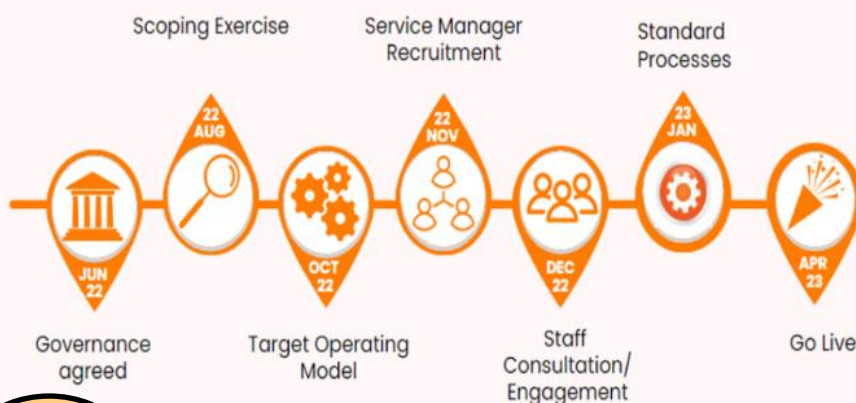 Scoping Exercise
Service Manager
Recruitment
Standard
Processes
22
AUG
22
NOV
23
JAN
JUN
22
OCT
22
DEC
22
APR
23
Governance
agreed
Target Operating
Model
Staff
Consultation/
Engagement
Go Live